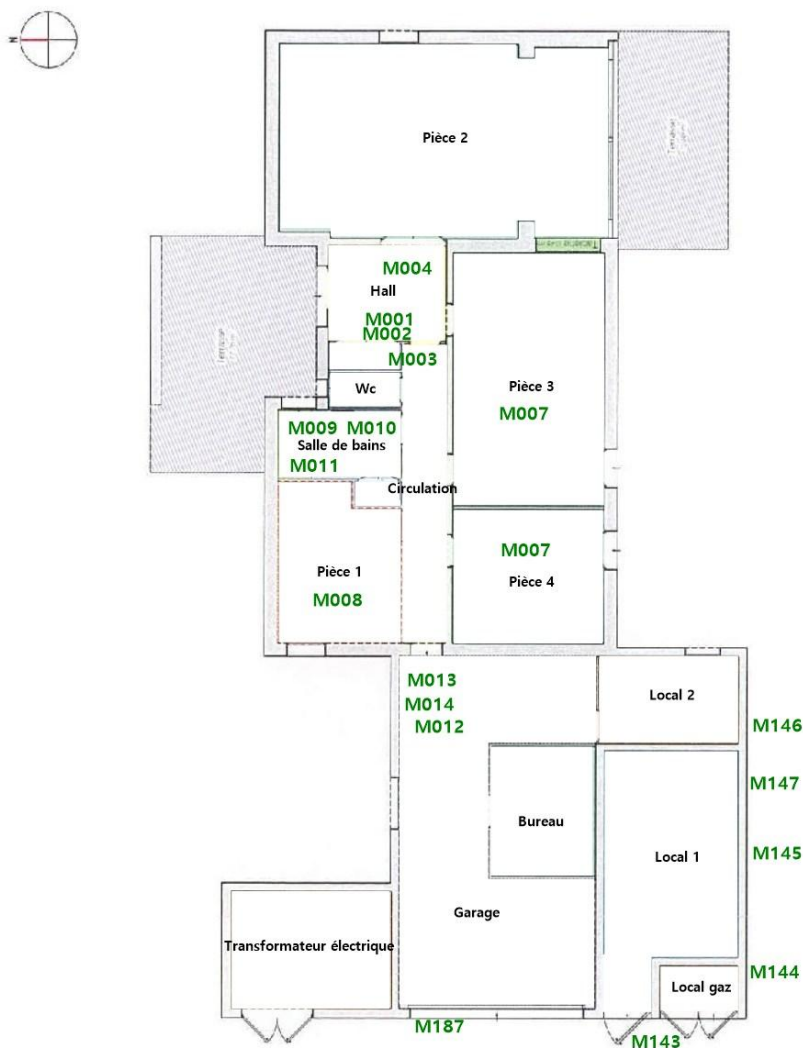 N
Pièce 2
M004
Hall
M001
M002
M003
Wc
Pièce 3
M007
M009 M010
Salle de bains
M011
Circulation
M007
Pièce 1
Pièce 4
M008
M013
M014
M012
Local 2
M146
M147
Bureau
M145
Local 1
Garage
Transformateur électrique
M144
Local gaz
M187
M143